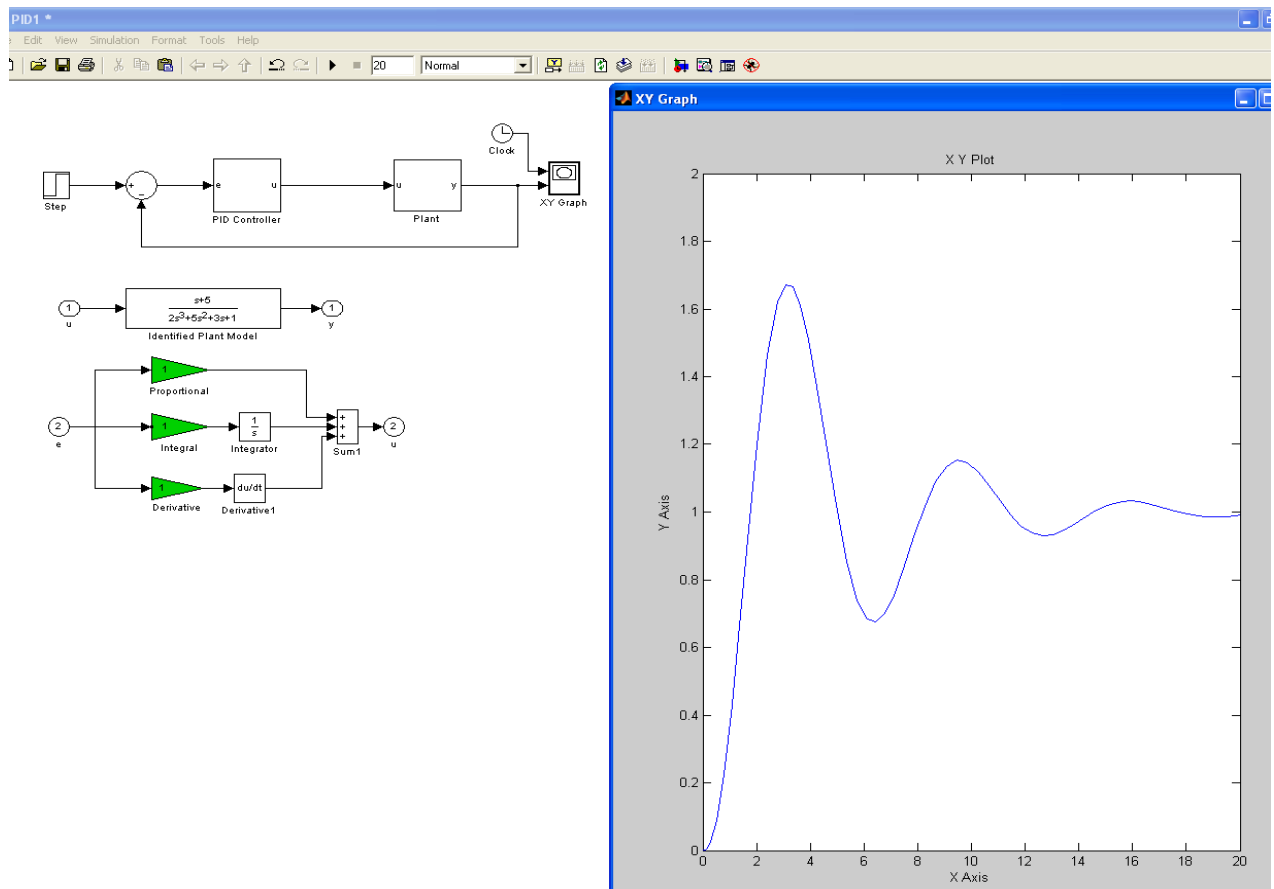 PID1 *
Edit View Simulation Format Tools Help
20 Normal
XY Graph
Clock
+
-
e u
u y
Step
PID Controller
Plant
XY Graph
1
u
s+5
2s³+5s²+3s+1
1
y
Identified Plant Model
1
Proportional
2
e
1
Integral
1
s
Integrator
+
+
+
Sum1
2
u
1
Derivative
du/dt
Derivative1
X Y Plot
2
1.8
1.6
1.4
1.2
1
0.8
0.6
0.4
0.2
0
Y Axis
0 2 4 6 8 10 12 14 16 18 20
X Axis